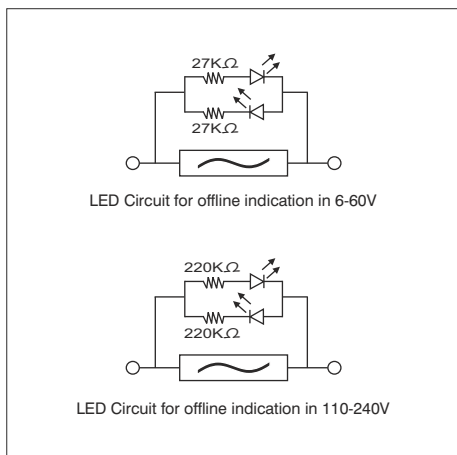 27KΩ
27KΩ
LED Circuit for offline indication in 6-60V
220KΩ
220KΩ
LED Circuit for offline indication in 110-240V